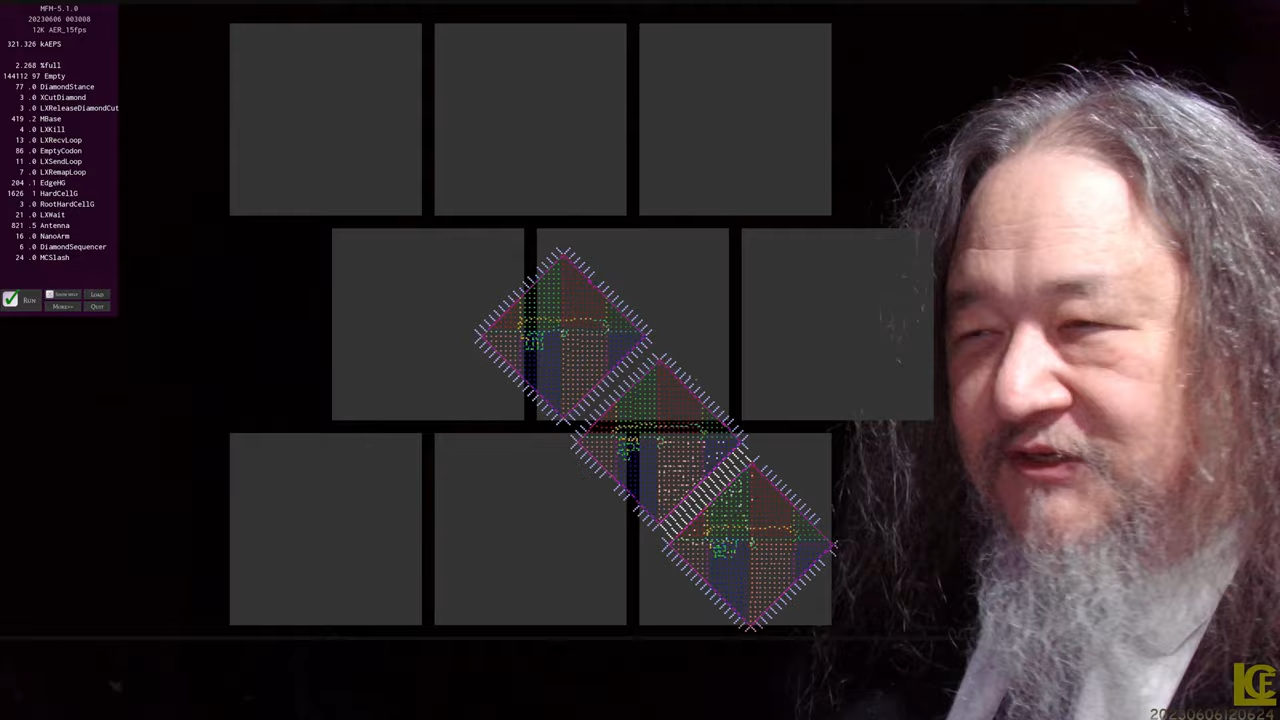 MFM-5.1.0
20230606 003008
12K AER_15fps
321.326 kAEPS
2.268 %full
144112 97 Empty
77 .0 DiamondStance
3 .0 XCutDiamond
3 .0 LXReleaseDiamondCut
419 .2 MBase
4 .0 LXKill
13 .0 LXRecvLoop
86 .0 EmptyCodon
11 .0 LXSendLoop
7 .0 LXRemapLoop
204 .1 EdgeHG
1626 1 HardCellG
3 .0 RootHardCellG
21 .0 LXWait
821 .5 Antenna
16 .0 NanoArm
6 .0 DiamondSequencer
24 .0 MCSlash
Run
Load
More>>
Quit
20230606120624